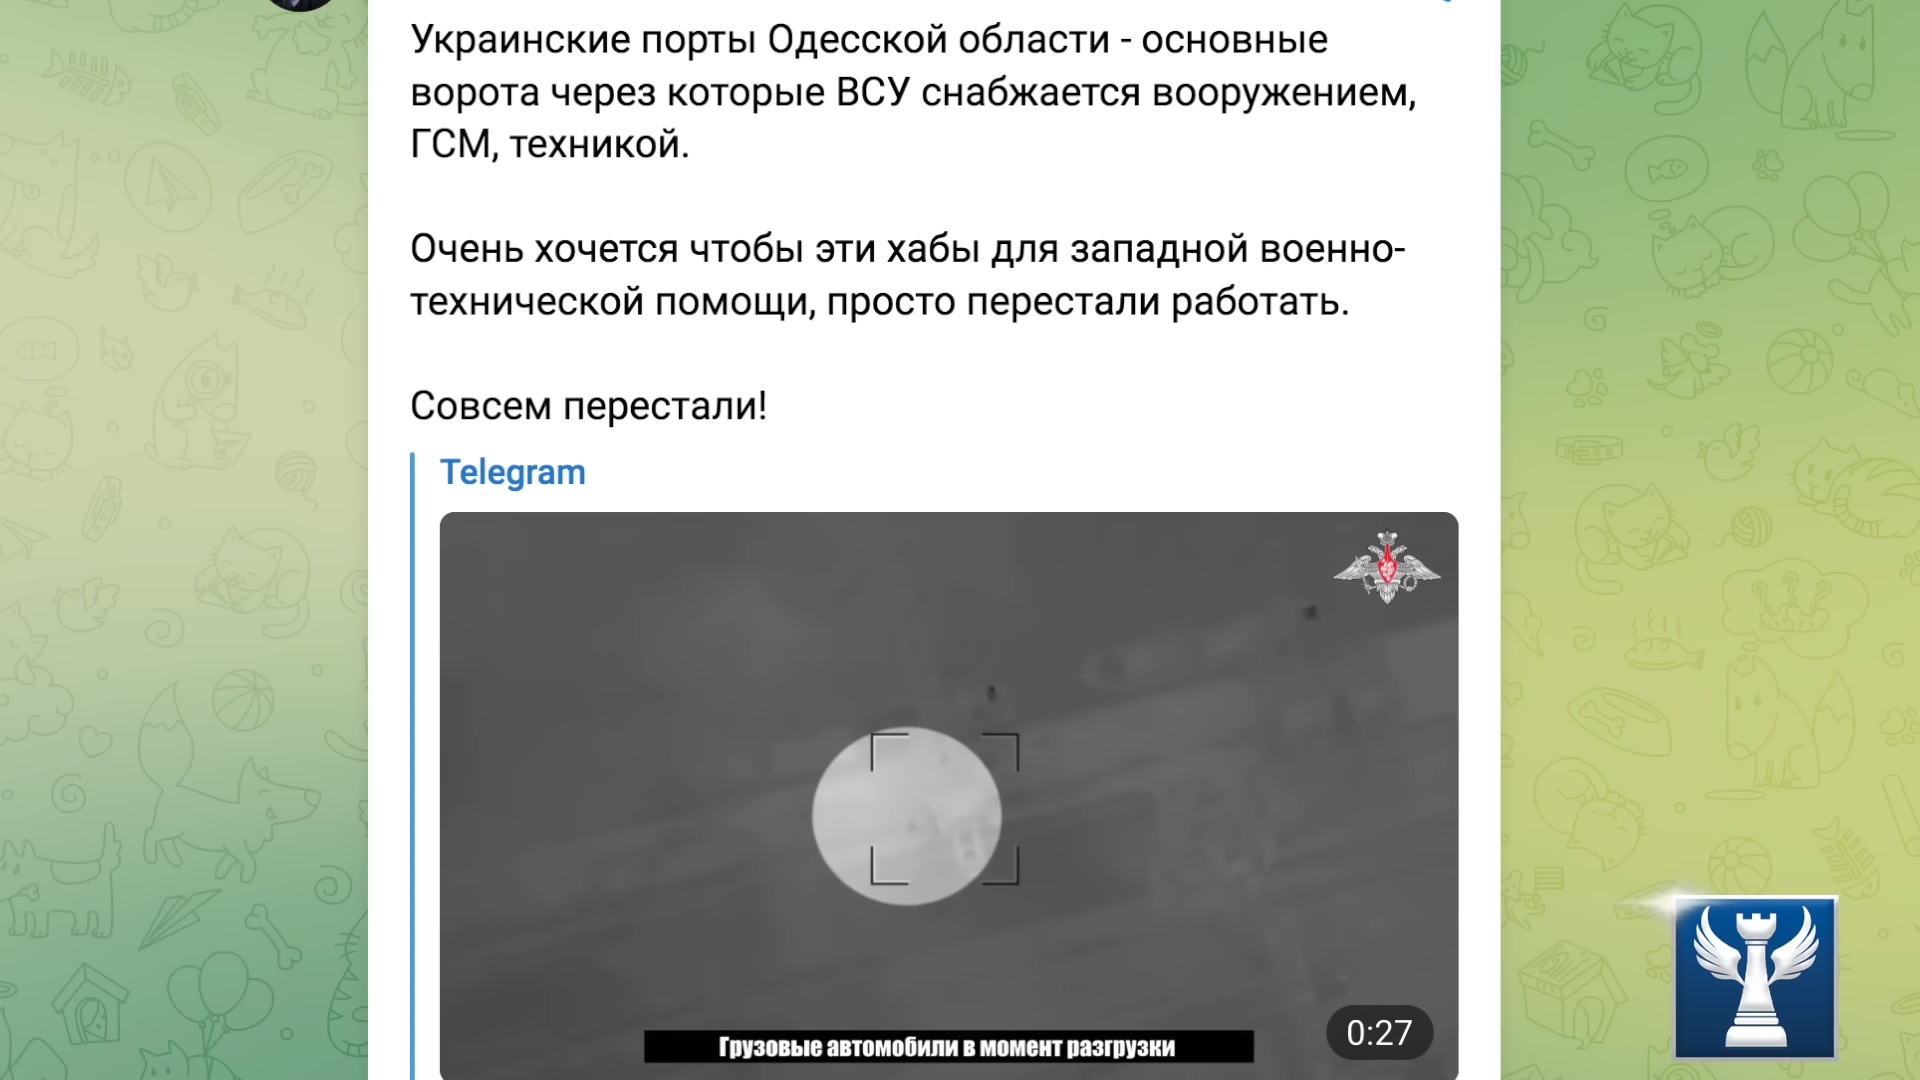 Украинские порты Одесской области - основные
ворота через которые ВСУ снабжается вооружением,
ГСМ, техникой.
Очень хочется чтобы эти хабы для западной военно-
технической помощи, просто перестали работать.
Совсем перестали!
Telegram
Грузовые автомобили в момент разгрузки
0:27